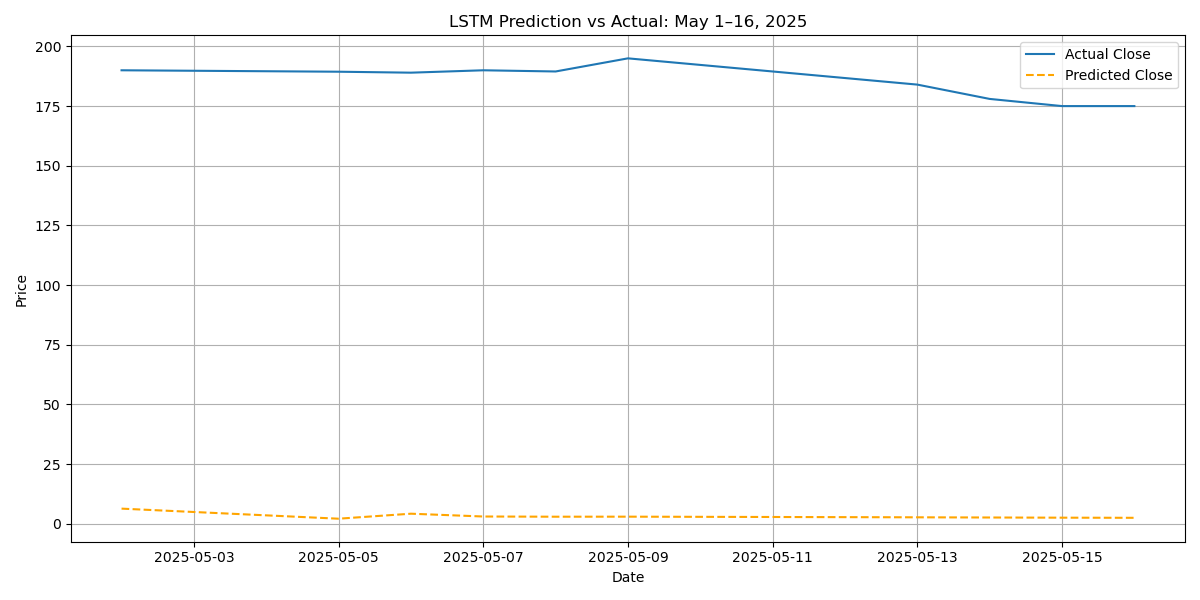 LSTM Prediction vs Actual: May 1–16, 2025
Actual Close
Predicted Close
200
175
150
125
100
75
50
25
0
Price
2025-05-03 2025-05-05 2025-05-07 2025-05-09 2025-05-11 2025-05-13 2025-05-15
Date